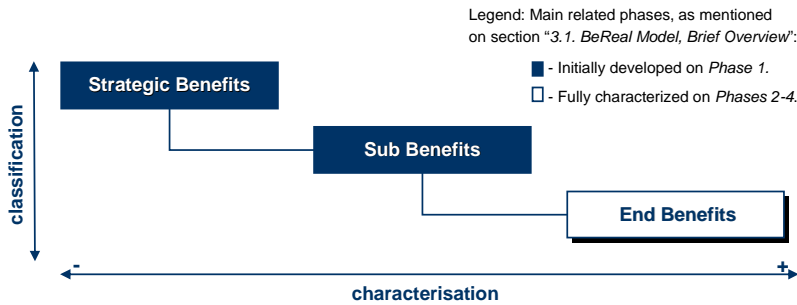 Legend: Main related phases, as mentioned
on section “3.1. BeReal Model, Brief Overview”:
- Initially developed on Phase 1.
- Fully characterized on Phases 2-4.
Strategic Benefits
Sub Benefits
End Benefits
classification
- +
characterisation